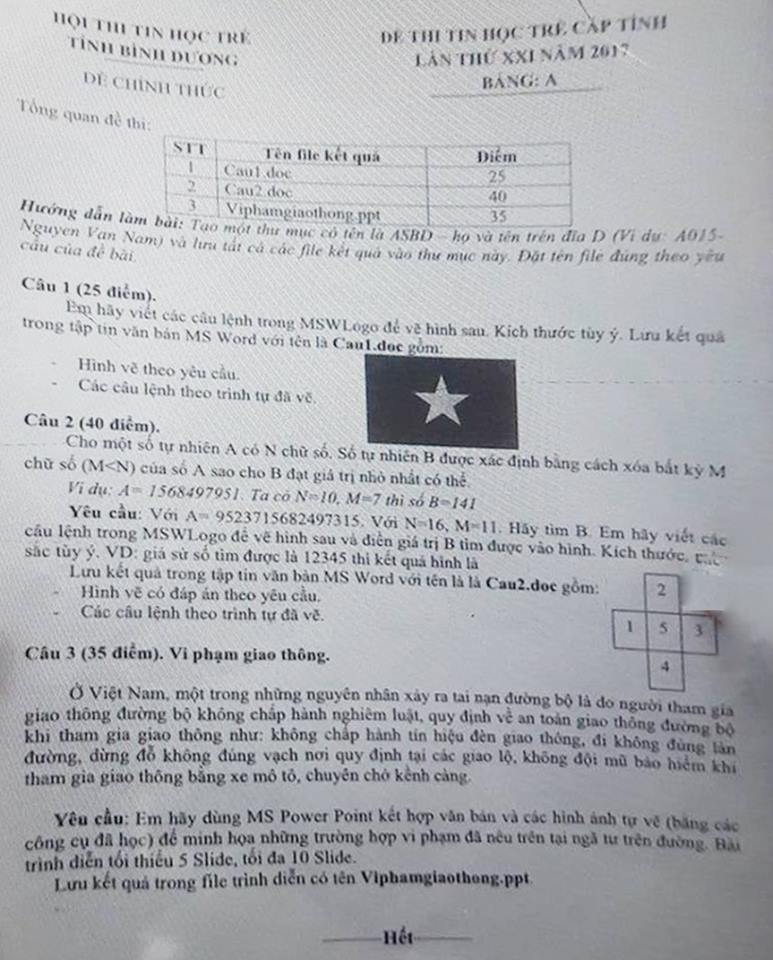 HỘI THI TIN HỌC TRẺ
TỈNH BÌNH DƯƠNG
ĐỀ CHÍNH THỨC
ĐỀ THI TIN HỌC TRẺ CẤP TỈNH
LẦN THỨ XXI NĂM 2017
BẢNG: A
Tổng quan đề thi:
STT Tên file kết quả Điểm
1 Cau1.doc 25
2 Cau2.doc 40
3 Viphamgiaothong.ppt 35
Hướng dẫn làm bài: Tạo một thư mục có tên là ASBD – họ và tên trên đĩa D (Ví dụ: A015-
Nguyen Van Nam) và lưu tất cả các file kết quả vào thư mục này. Đặt tên file đúng theo yêu
cầu của đề bài.
Câu 1 (25 điểm).
Em hãy viết các câu lệnh trong MSWLogo để vẽ hình sau. Kích thước tùy ý. Lưu kết quả
trong tập tin văn bản MS Word với tên là Cau1.doc gồm:
- Hình vẽ theo yêu cầu.
- Các câu lệnh theo trình tự đã vẽ.
Câu 2 (40 điểm).
Cho một số tự nhiên A có N chữ số. Số tự nhiên B được xác định bằng cách xóa bất kỳ M
chữ số (M<N) của số A sao cho B đạt giá trị nhỏ nhất có thể.
Ví dụ: A= 1568497951. Ta có N=10, M=7 thì số B=141
Yêu cầu: Với A= 9523715682497315, Với N=16, M=11. Hãy tìm B. Em hãy viết các
câu lệnh trong MSWLogo để vẽ hình sau và điền giá trị B tìm được vào hình. Kích thước,
sắc tùy ý. VD: giả sử số tìm được là 12345 thì kết quả hình là
Lưu kết quả trong tập tin văn bản MS Word với tên là là Cau2.doc gồm:
- Hình vẽ có đáp án theo yêu cầu.
- Các câu lệnh theo trình tự đã vẽ.
2
1 5 3
4
Câu 3 (35 điểm). Vi phạm giao thông.
Ở Việt Nam, một trong những nguyên nhân xảy ra tai nạn đường bộ là do người tham gia
giao thông đường bộ không chấp hành nghiêm luật, quy định về an toàn giao thông đường bộ
khi tham gia giao thông như: không chấp hành tín hiệu đèn giao thông, đi không đúng làn
đường, dừng đỗ không đúng vạch nơi quy định tại các giao lộ, không đội mũ bảo hiểm khi
tham gia giao thông bằng xe mô tô, chuyên chở kềnh càng.
Yêu cầu: Em hãy dùng MS Power Point kết hợp văn bản và các hình ảnh tự vẽ (bằng các
công cụ đã học) để minh họa những trường hợp vi phạm đã nêu trên tại ngã tư trên đường. Bài
trình diễn tối thiểu 5 Slide, tối đa 10 Slide.
Lưu kết quả trong file trình diễn có tên Viphamgiaothong.ppt.
Hết